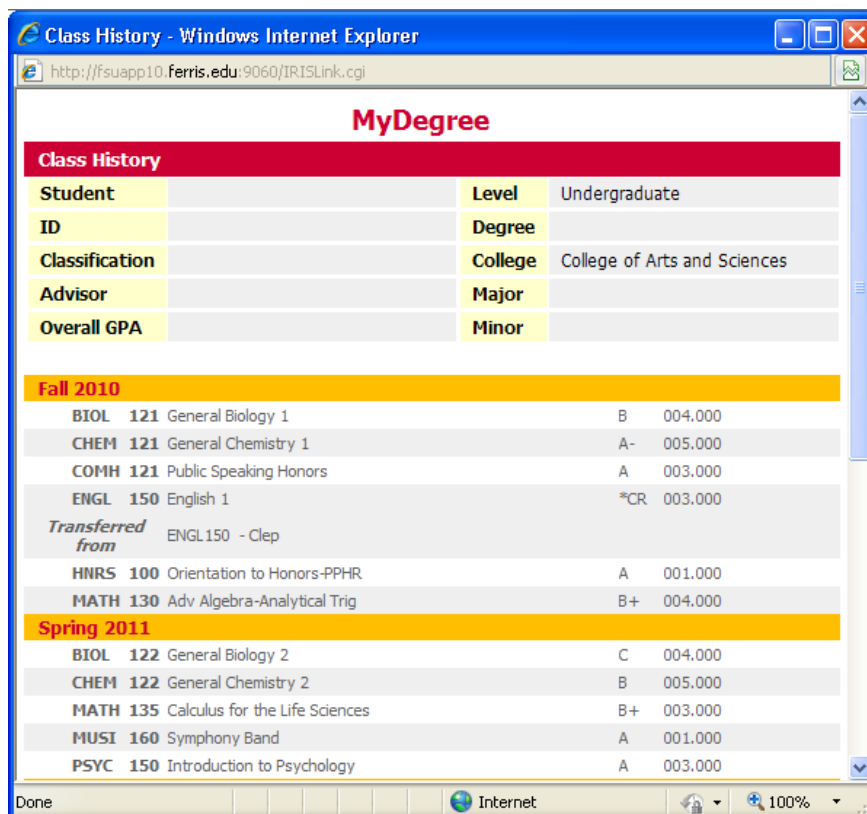 Class History - Windows Internet Explorer
http://fsuapp10.ferris.edu:9060/IRISLink.cgi
MyDegree
Class History
Student Level Undergraduate
ID Degree
Classification College College of Arts and Sciences
Advisor Major
Overall GPA Minor
Fall 2010
BIOL 121 General Biology 1 B 004.000
CHEM 121 General Chemistry 1 A- 005.000
COMH 121 Public Speaking Honors A 003.000
ENGL 150 English 1 *CR 003.000
Transferred from ENGL150 - Clep
HNRS 100 Orientation to Honors-PPHR A 001.000
MATH 130 Adv Algebra-Analytical Trig B+ 004.000
Spring 2011
BIOL 122 General Biology 2 C 004.000
CHEM 122 General Chemistry 2 B 005.000
MATH 135 Calculus for the Life Sciences B+ 003.000
MUSI 160 Symphony Band A 001.000
PSYC 150 Introduction to Psychology A 003.000
Done Internet 100%